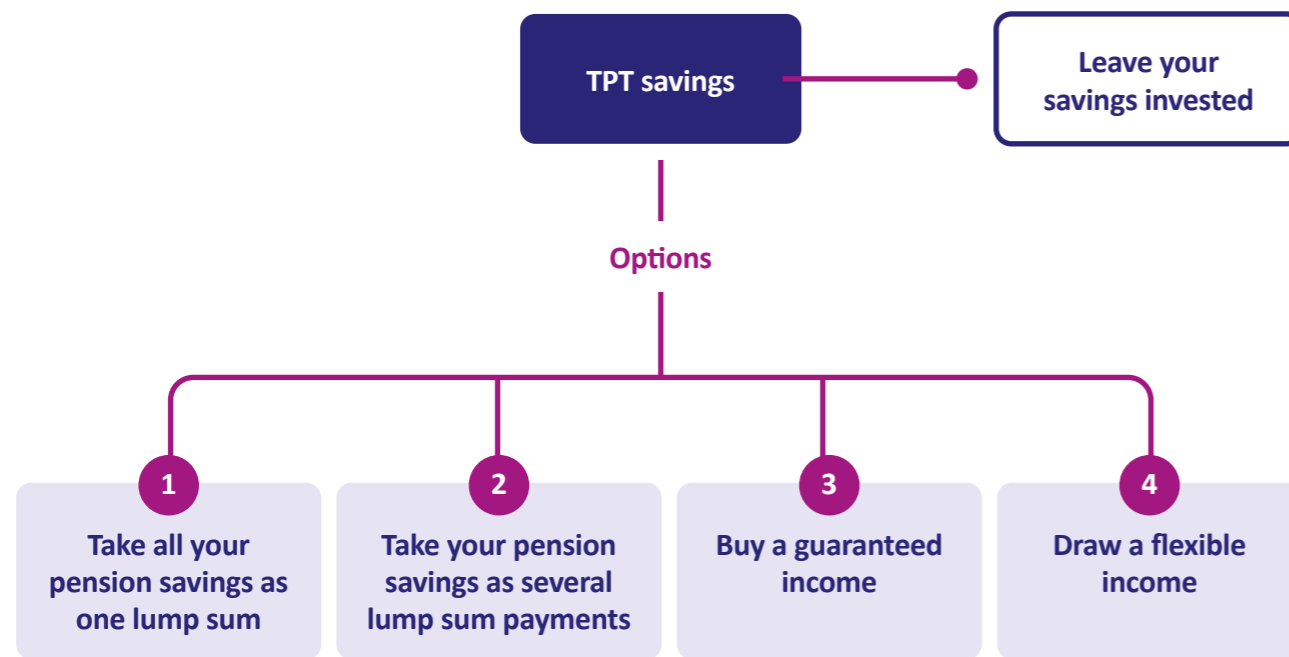 TPT savings
Leave your
savings invested
Options
1
Take all your
pension savings as
one lump sum
2
Take your pension
savings as several
lump sum payments
3
Buy a guaranteed
income
4
Draw a flexible
income